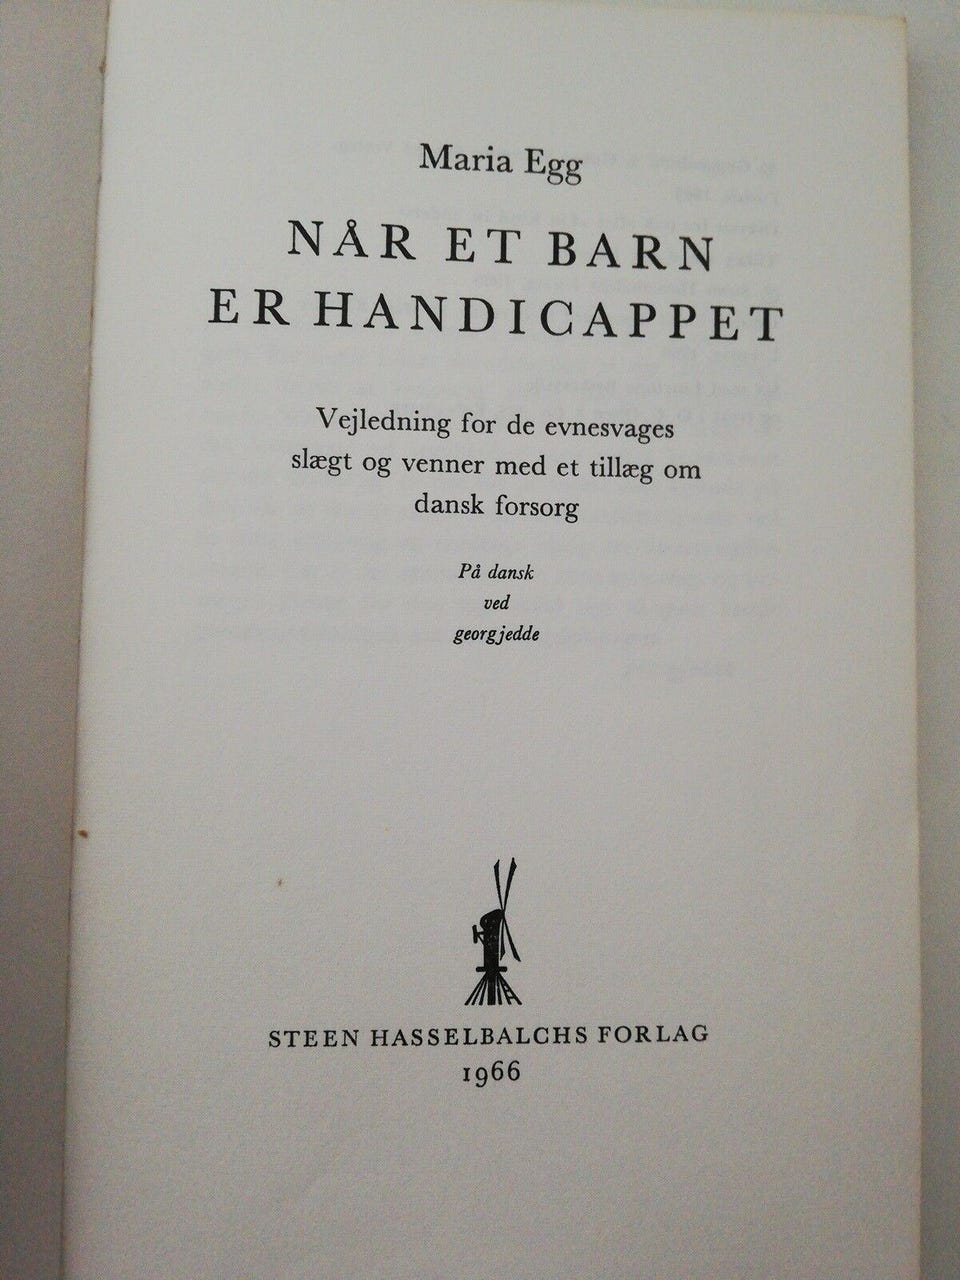 Maria Egg
NÅR ET BARN
ER HANDICAPPET
Vejledning for de evnesvages
slægt og venner med et tillæg om
dansk forsorg
På dansk
ved
georgjedde
STEEN HASSELBALCHS FORLAG
1966